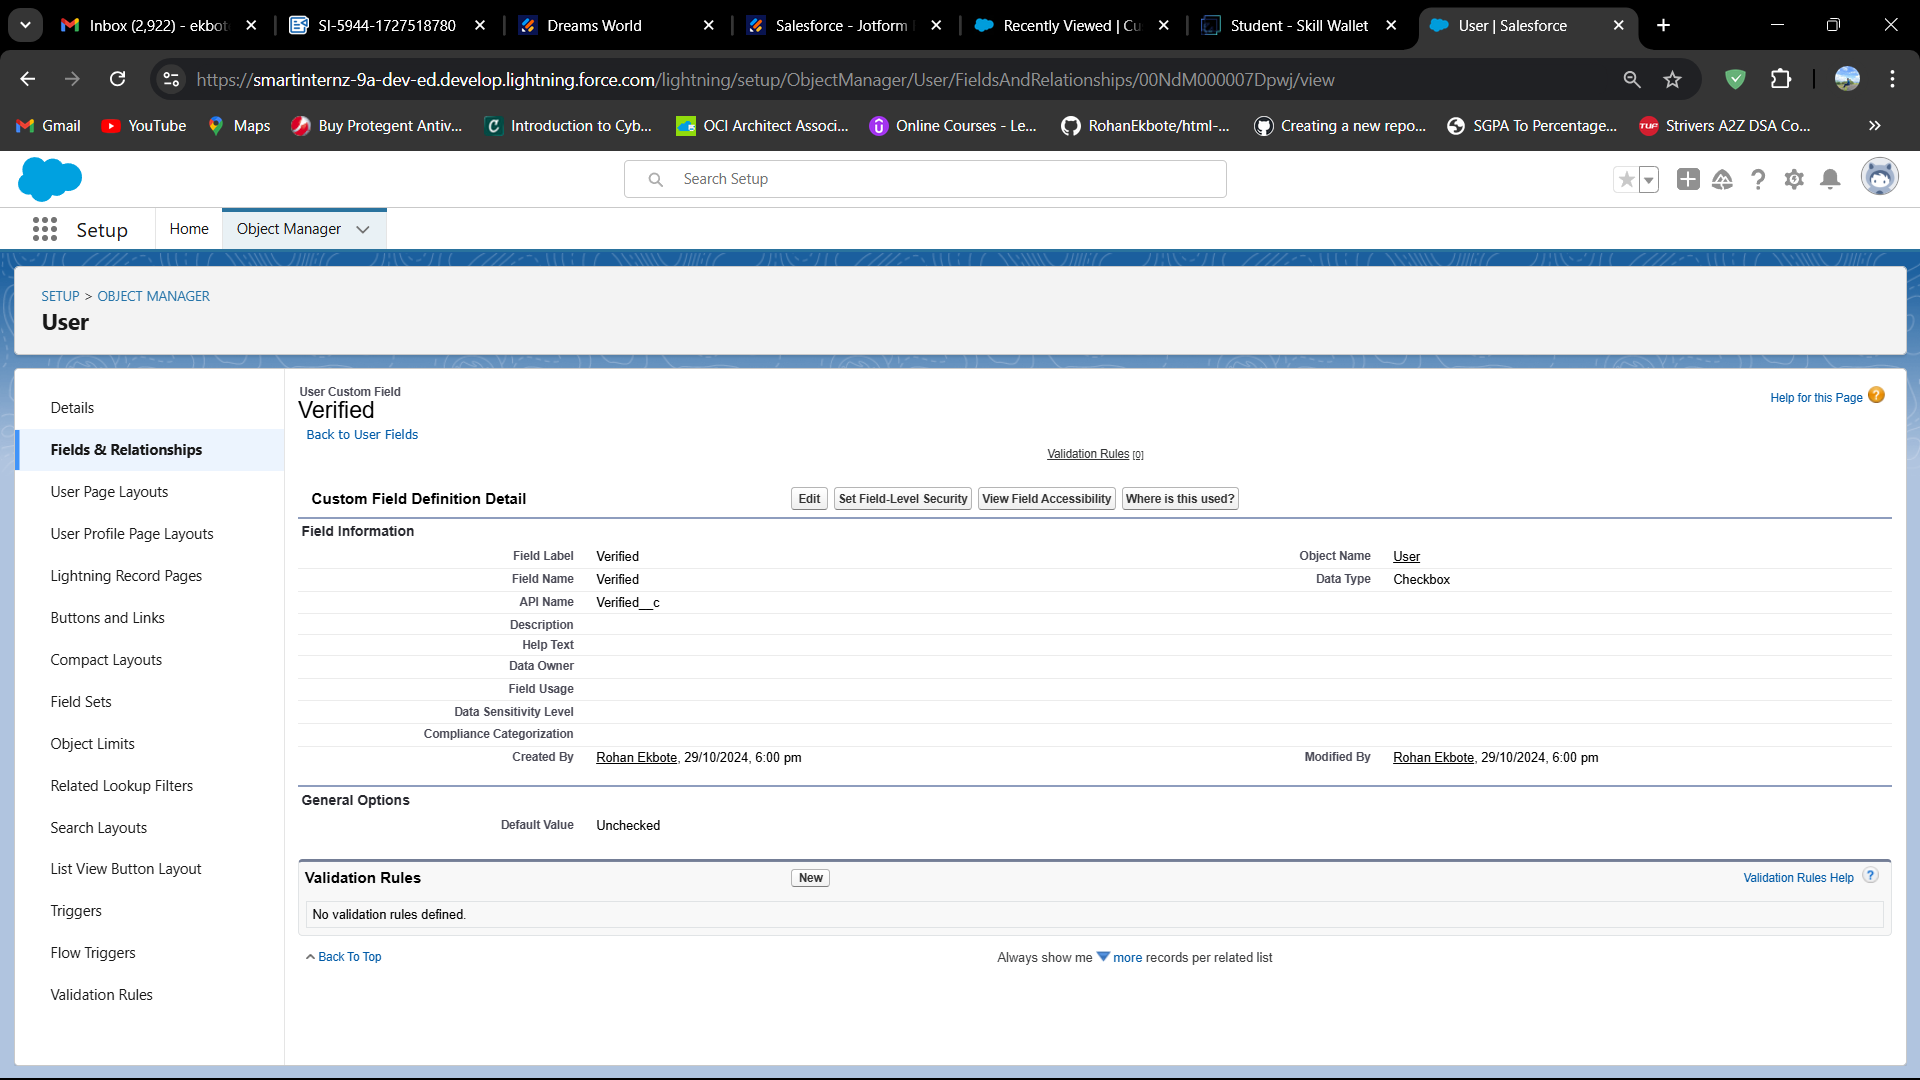 Inbox (2,922) - ekbot
SI-5944-1727518780
Dreams World
Salesforce - Jotform
Recently Viewed | Cu
Student - Skill Wallet
User | Salesforce
https://smartinternz-9a-dev-ed.develop.lightning.force.com/lightning/setup/ObjectManager/User/FieldsAndRelationships/00NdM000007Dpwj/view
Gmail
YouTube
Maps
Buy Protegent Antiv...
Introduction to Cyb...
OCI Architect Associ...
Online Courses - Le...
RohanEkbote/html-...
Creating a new repo...
SGPA To Percentage...
TUF
Strivers A2Z DSA Co...
Search Setup
Setup
Home
Object Manager
SETUP > OBJECT MANAGER
User
Details
Fields & Relationships
User Page Layouts
User Profile Page Layouts
Lightning Record Pages
Buttons and Links
Compact Layouts
Field Sets
Object Limits
Related Lookup Filters
Search Layouts
List View Button Layout
Triggers
Flow Triggers
Validation Rules
User Custom Field
Verified
Help for this Page
Back to User Fields
Validation Rules [0]
Custom Field Definition Detail
Edit
Set Field-Level Security
View Field Accessibility
Where is this used?
Field Information
Field Label Verified Object Name User
Field Name Verified Data Type Checkbox
API Name Verified__c
Description
Help Text
Data Owner
Field Usage
Data Sensitivity Level
Compliance Categorization
Created By Rohan Ekbote, 29/10/2024, 6:00 pm Modified By Rohan Ekbote, 29/10/2024, 6:00 pm
General Options
Default Value Unchecked
Validation Rules
New
Validation Rules Help ?
No validation rules defined.
Back To Top
Always show me more records per related list